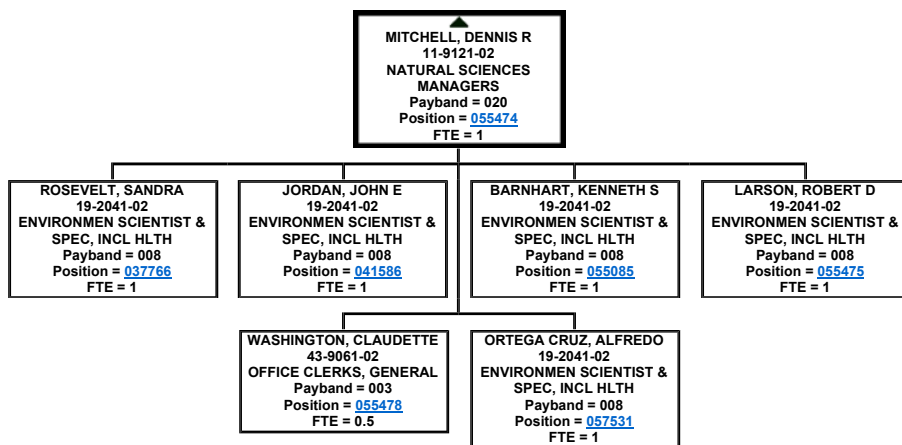 MITCHELL, DENNIS R
11-9121-02
NATURAL SCIENCES
MANAGERS
Payband = 020
Position = 055474
FTE = 1
ROSEVELT, SANDRA
19-2041-02
ENVIRONMEN SCIENTIST &
SPEC, INCL HLTH
Payband = 008
Position = 037766
FTE = 1
JORDAN, JOHN E
19-2041-02
ENVIRONMEN SCIENTIST &
SPEC, INCL HLTH
Payband = 008
Position = 041586
FTE = 1
BARNHART, KENNETH S
19-2041-02
ENVIRONMEN SCIENTIST &
SPEC, INCL HLTH
Payband = 008
Position = 055085
FTE = 1
LARSON, ROBERT D
19-2041-02
ENVIRONMEN SCIENTIST &
SPEC, INCL HLTH
Payband = 008
Position = 055475
FTE = 1
WASHINGTON, CLAUDETTE
43-9061-02
OFFICE CLERKS, GENERAL
Payband = 003
Position = 055478
FTE = 0.5
ORTEGA CRUZ, ALFREDO
19-2041-02
ENVIRONMEN SCIENTIST &
SPEC, INCL HLTH
Payband = 008
Position = 057531
FTE = 1